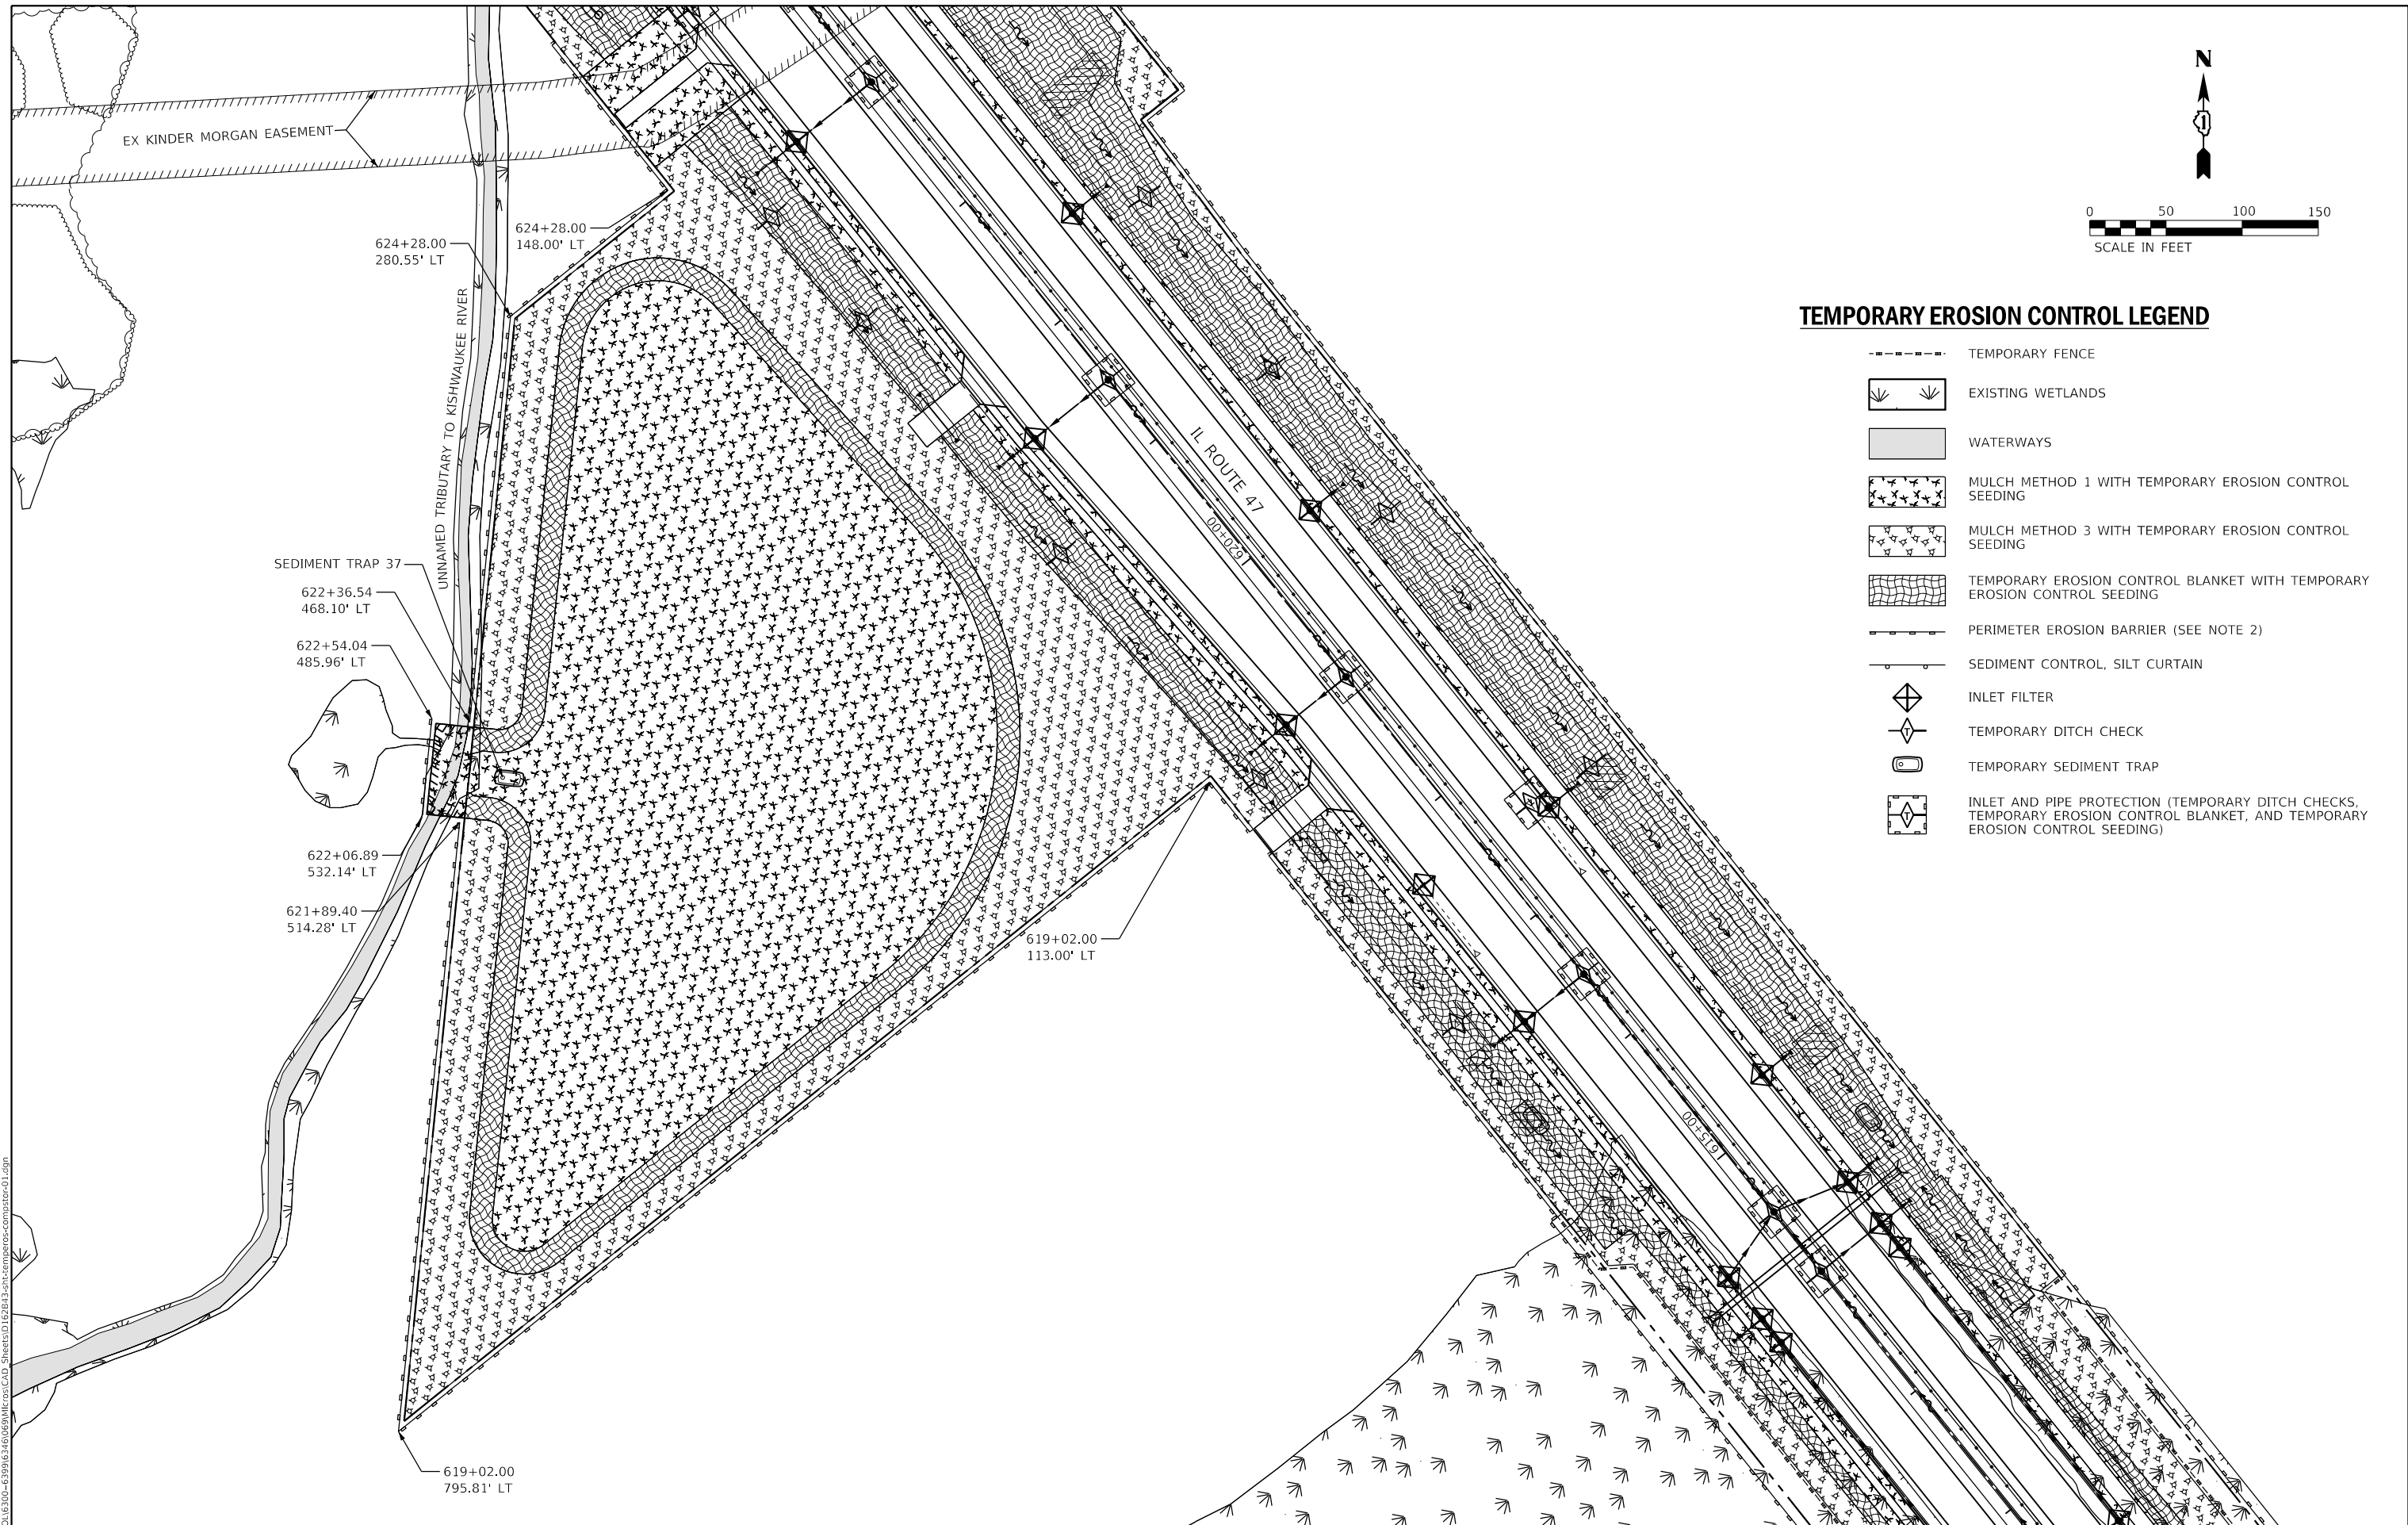 N
1
0 50 100 150
SCALE IN FEET
EX KINDER MORGAN EASEMENT
624+28.00
148.00' LT
624+28.00
280.55' LT
UNNAMED TRIBUTARY TO KISHWAUKEE RIVER
SEDIMENT TRAP 37
622+36.54
468.10' LT
622+54.04
485.96' LT
622+06.89
532.14' LT
621+89.40
514.28' LT
619+02.00
113.00' LT
619+02.00
795.81' LT
IL ROUTE 47
620+00
615+00
TEMPORARY EROSION CONTROL LEGEND
TEMPORARY FENCE
EXISTING WETLANDS
WATERWAYS
MULCH METHOD 1 WITH TEMPORARY EROSION CONTROL
SEEDING
MULCH METHOD 3 WITH TEMPORARY EROSION CONTROL
SEEDING
TEMPORARY EROSION CONTROL BLANKET WITH TEMPORARY
EROSION CONTROL SEEDING
PERIMETER EROSION BARRIER (SEE NOTE 2)
SEDIMENT CONTROL, SILT CURTAIN
INLET FILTER
T TEMPORARY DITCH CHECK
TEMPORARY SEDIMENT TRAP
T INLET AND PIPE PROTECTION (TEMPORARY DITCH CHECKS,
TEMPORARY EROSION CONTROL BLANKET, AND TEMPORARY
EROSION CONTROL SEEDING)